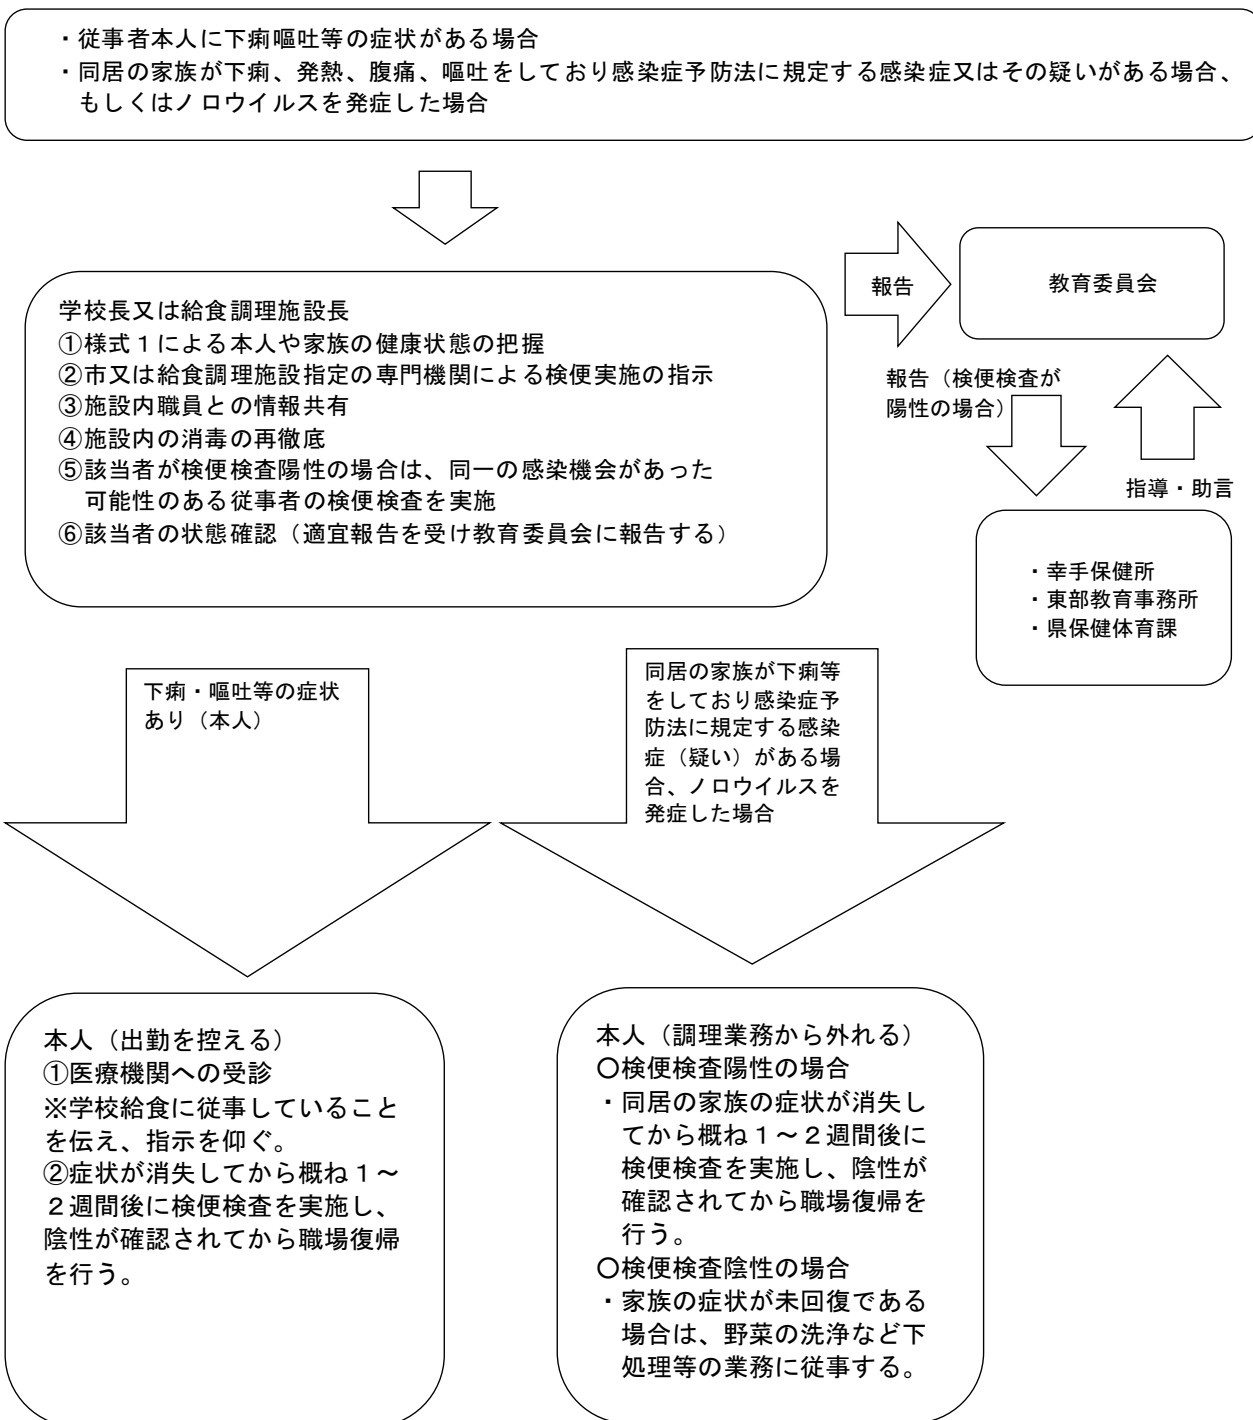 ・従事者本人に下痢嘔吐等の症状がある場合
・同居の家族が下痢、発熱、腹痛、嘔吐をしており感染症予防法に規定する感染症又はその疑いがある場合、
もしくはノロウイルスを発症した場合
学校長又は給食調理施設長
①様式１による本人や家族の健康状態の把握
②市又は給食調理施設指定の専門機関による検便実施の指示
③施設内職員との情報共有
④施設内の消毒の再徹底
⑤該当者が検便検査陽性の場合は、同一の感染機会があった
可能性のある従事者の検便検査を実施
⑥該当者の状態確認（適宜報告を受け教育委員会に報告する）
報告
教育委員会
報告（検便検査が
陽性の場合）
指導・助言
・幸手保健所
・東部教育事務所
・県保健体育課
下痢・嘔吐等の症状
あり（本人）
同居の家族が下痢等
をしており感染症予
防法に規定する感染
症（疑い）がある場
合、ノロウイルスを
発症した場合
本人（出勤を控える）
①医療機関への受診
※学校給食に従事していること
を伝え、指示を仰ぐ。
②症状が消失してから概ね１～
２週間後に検便検査を実施し、
陰性が確認されてから職場復帰
を行う。
本人（調理業務から外れる）
〇検便検査陽性の場合
・同居の家族の症状が消失し
てから概ね１～２週間後に
検便検査を実施し、陰性が
確認されてから職場復帰を
行う。
〇検便検査陰性の場合
・家族の症状が未回復である
場合は、野菜の洗浄など下
処理等の業務に従事する。